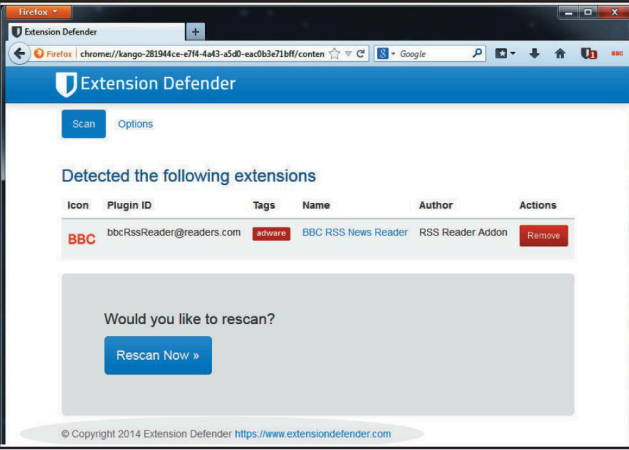 Firefox
Extension Defender
Firefox chrome://kango-281944ce-e7f4-4a43-a5d0-eac0b3e71bff/conten Google
Extension Defender
Scan Options
Detected the following extensions
Icon Plugin ID Tags Name Author Actions
BBC bbcRssReader@readers.com adware BBC RSS News Reader RSS Reader Addon Remove
Would you like to rescan?
Rescan Now »
© Copyright 2014 Extension Defender https://www.extensiondefender.com